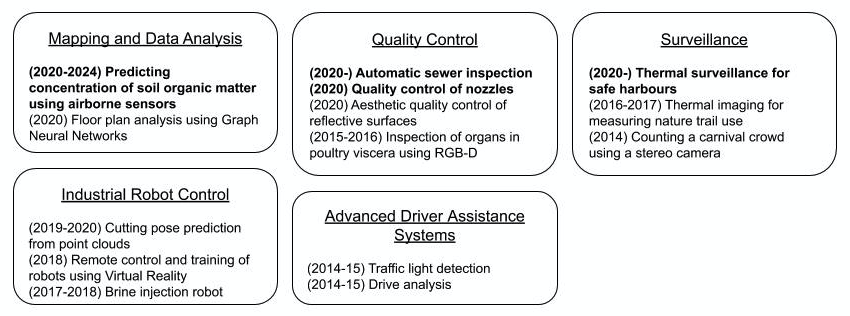 Mapping and Data Analysis
(2020-2024) Predicting
concentration of soil organic matter
using airborne sensors
(2020) Floor plan analysis using Graph
Neural Networks
Quality Control
(2020-) Automatic sewer inspection
(2020) Quality control of nozzles
(2020) Aesthetic quality control of
reflective surfaces
(2015-2016) Inspection of organs in
poultry viscera using RGB-D
Surveillance
(2020-) Thermal surveillance for
safe harbours
(2016-2017) Thermal imaging for
measuring nature trail use
(2014) Counting a carnival crowd
using a stereo camera
Industrial Robot Control
(2019-2020) Cutting pose prediction
from point clouds
(2018) Remote control and training of
robots using Virtual Reality
(2017-2018) Brine injection robot
Advanced Driver Assistance
Systems
(2014-15) Traffic light detection
(2014-15) Drive analysis